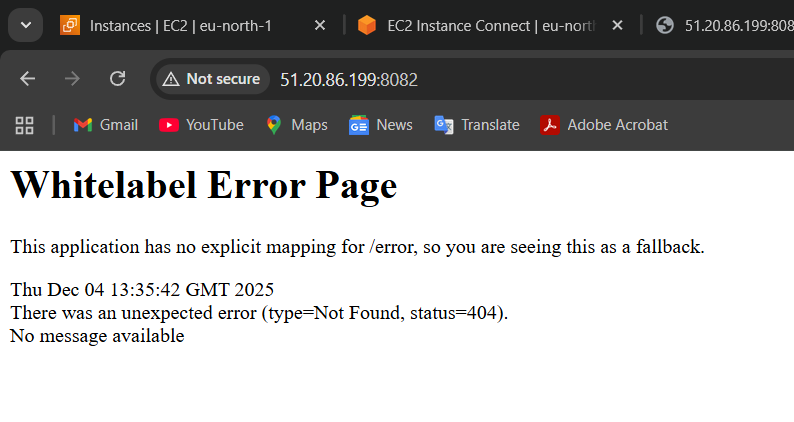 Instances | EC2 | eu-north-1
EC2 Instance Connect | eu-nort
51.20.86.199:808
Not secure
51.20.86.199:8082
Gmail
YouTube
Maps
News
Translate
Adobe Acrobat
Whitelabel Error Page
This application has no explicit mapping for /error, so you are seeing this as a fallback.
Thu Dec 04 13:35:42 GMT 2025
There was an unexpected error (type=Not Found, status=404).
No message available